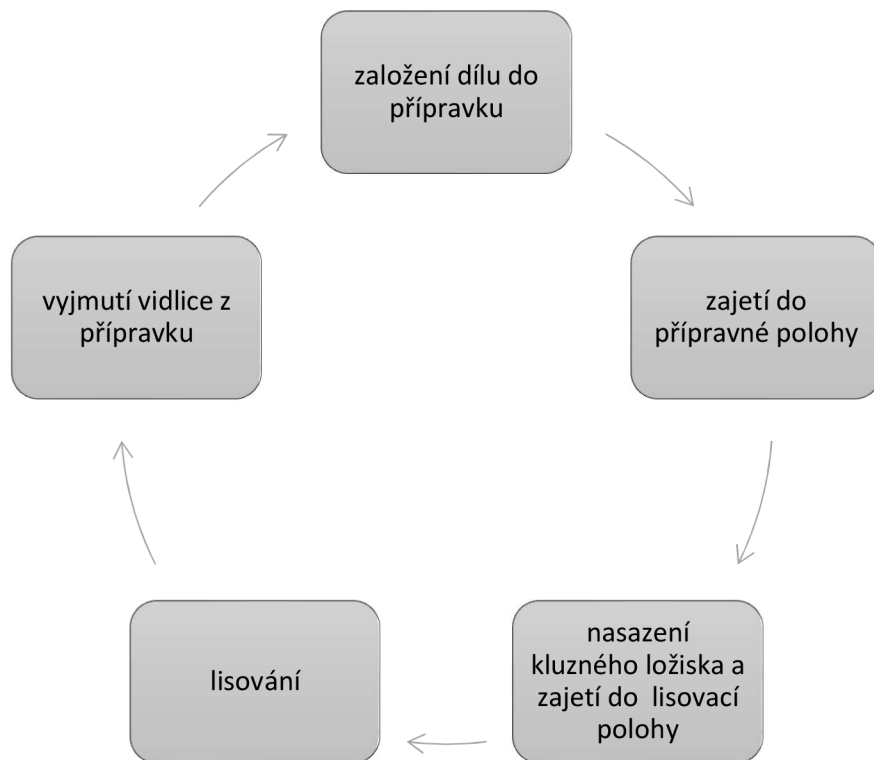 založení dílu do
přípravku
zajetí do
přípravné polohy
nasazení
kluzného ložiska a
zajetí do lisovací
polohy
lisování
vyjmutí vidlice z
přípravku